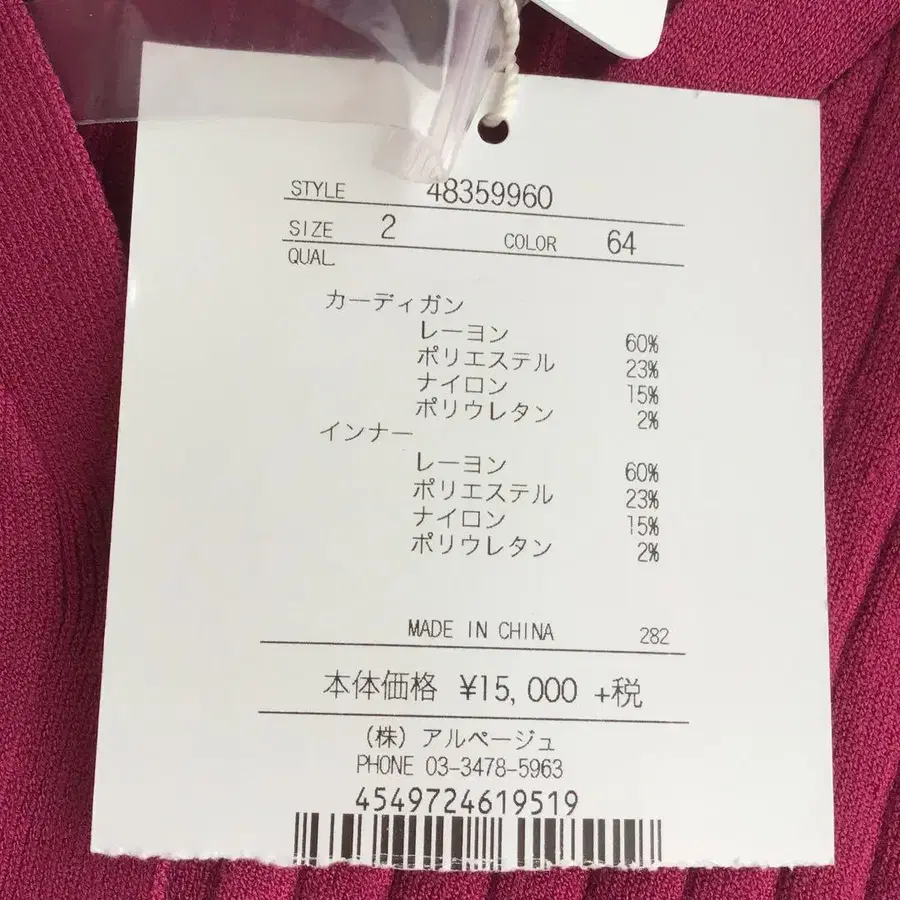 STYLE 48359960
SIZE 2 COLOR 64
QUAL.
カーディガン
レーヨン 60%
ポリエステル 23%
ナイロン 15%
ポリウレタン 2%
インナー
レーヨン 60%
ポリエステル 23%
ナイロン 15%
ポリウレタン 2%
MADE IN CHINA 282
本体価格 ¥15,000 +税
(株) アルページュ
PHONE 03-3478-5963
4549724619519